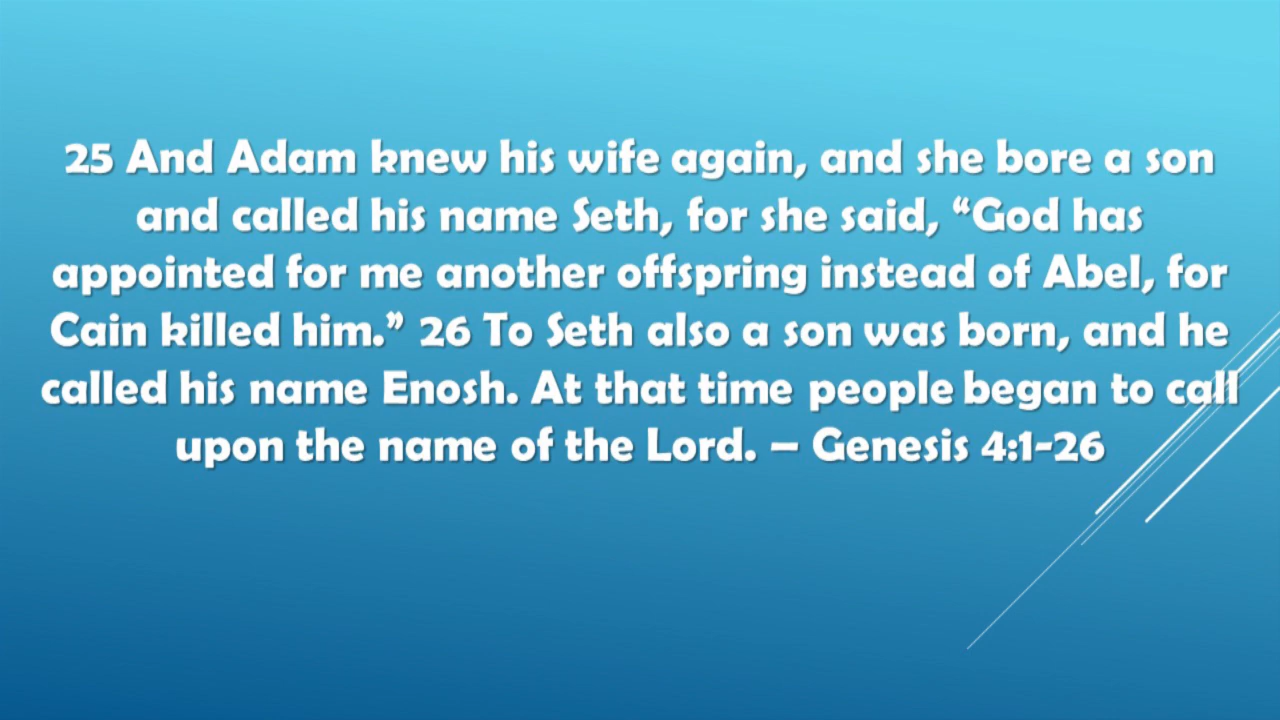 25 And Adam knew his wife again, and she bore a son
and called his name Seth, for she said, “God has
appointed for me another offspring instead of Abel, for
Cain killed him.” 26 To Seth also a son was born, and he
called his name Enosh. At that time people began to call
upon the name of the Lord. – Genesis 4:1-26